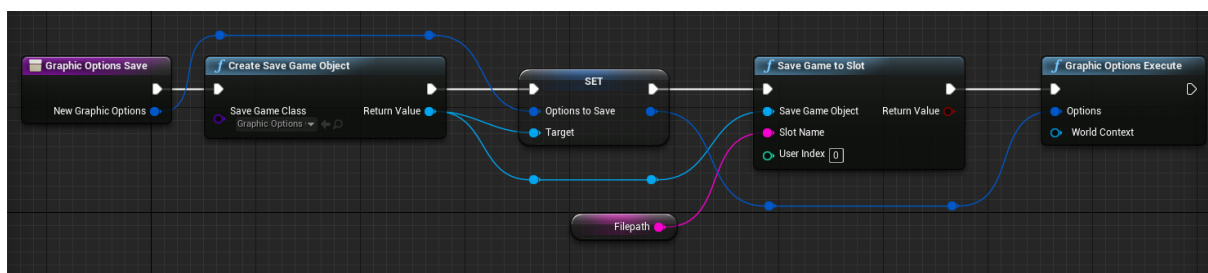 Graphic Options Save
New Graphic Options
f Create Save Game Object
Save Game Class
Graphic Options
Return Value
SET
Options to Save
Target
Filepath
f Save Game to Slot
Save Game Object
Return Value
Slot Name
User Index 0
f Graphic Options Execute
Options
World Context